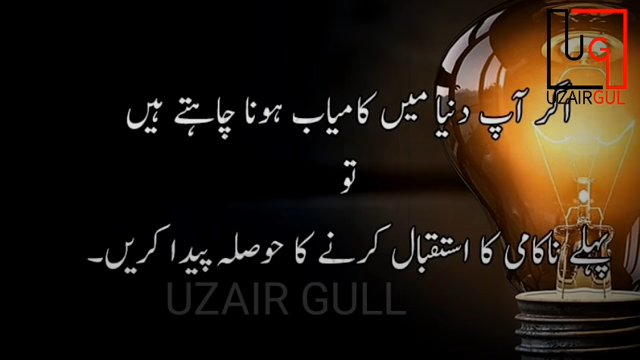 UG
UZAIRGUL
اگر آپ دنیا میں کامیاب ہونا چاہتے ہیں
تو
پہلے ناکامی کا استقبال کرنے کا حوصلہ پیدا کریں۔
UZAIR GULL